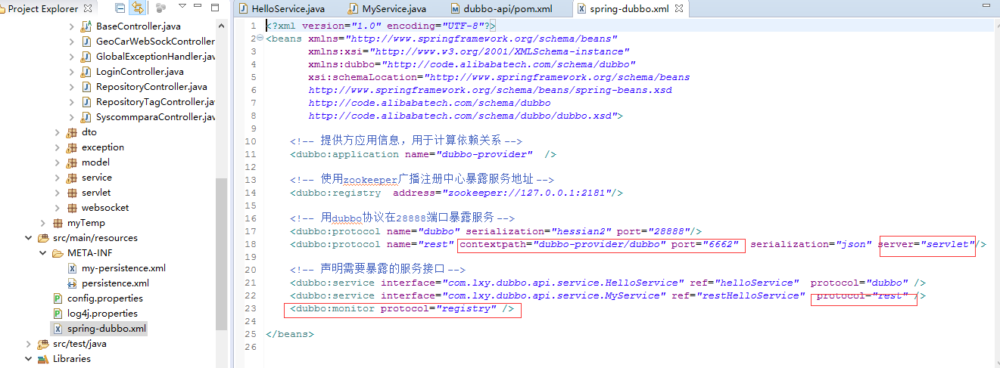 Project Explorer
BaseController.java
GeoCarWebSockController
GlobalExceptionHandler.jav
LoginController.java
RepositoryController.java
RepositoryTagController.jav
SyscommparaController.jav
dto
exception
model
service
servlet
websocket
myTemp
src/main/resources
META-INF
my-persistence.xml
persistence.xml
config.properties
log4j.properties
spring-dubbo.xml
src/test/java
Libraries
HelloService.java MyService.java dubbo-api/pom.xml spring-dubbo.xml
1 <?xml version="1.0" encoding="UTF-8"?>
2 <beans xmlns="http://www.springframework.org/schema/beans"
3 xmlns:xsi="http://www.w3.org/2001/XMLSchema-instance"
4 xmlns:dubbo="http://code.alibabatech.com/schema/dubbo"
5 xsi:schemaLocation="http://www.springframework.org/schema/beans
6 http://www.springframework.org/schema/beans/spring-beans.xsd
7 http://code.alibabatech.com/schema/dubbo
8 http://code.alibabatech.com/schema/dubbo/dubbo.xsd">
9
10 <!-- 提供方应用信息，用于计算依赖关系 -->
11 <dubbo:application name="dubbo-provider" />
12
13 <!-- 使用zookeeper广播注册中心暴露服务地址 -->
14 <dubbo:registry address="zookeeper://127.0.0.1:2181"/>
15
16 <!-- 用dubbo协议在28888端口暴露服务 -->
17 <dubbo:protocol name="dubbo" serialization="hessian2" port="28888"/>
18 <dubbo:protocol name="rest" contextpath="dubbo-provider/dubbo" port="6662" serialization="json" server="servlet"/>
19
20 <!-- 声明需要暴露的服务接口 -->
21 <dubbo:service interface="com.lxy.dubbo.api.service.HelloService" ref="helloService" protocol="dubbo" />
22 <dubbo:service interface="com.lxy.dubbo.api.service.MyService" ref="restHelloService" protocol="rest" />
23 <dubbo:monitor protocol="registry" />
24
25 </beans>
26